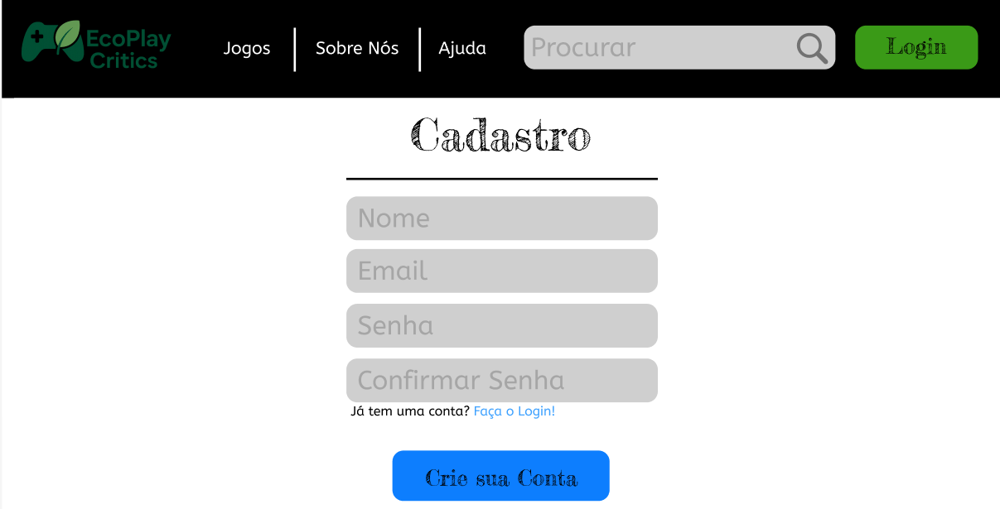 EcoPlay
Critics
Jogos
Sobre Nós
Ajuda
Procurar
Login
Cadastro
Nome
Email
Senha
Confirmar Senha
Já tem uma conta? Faça o Login!
Crie sua Conta